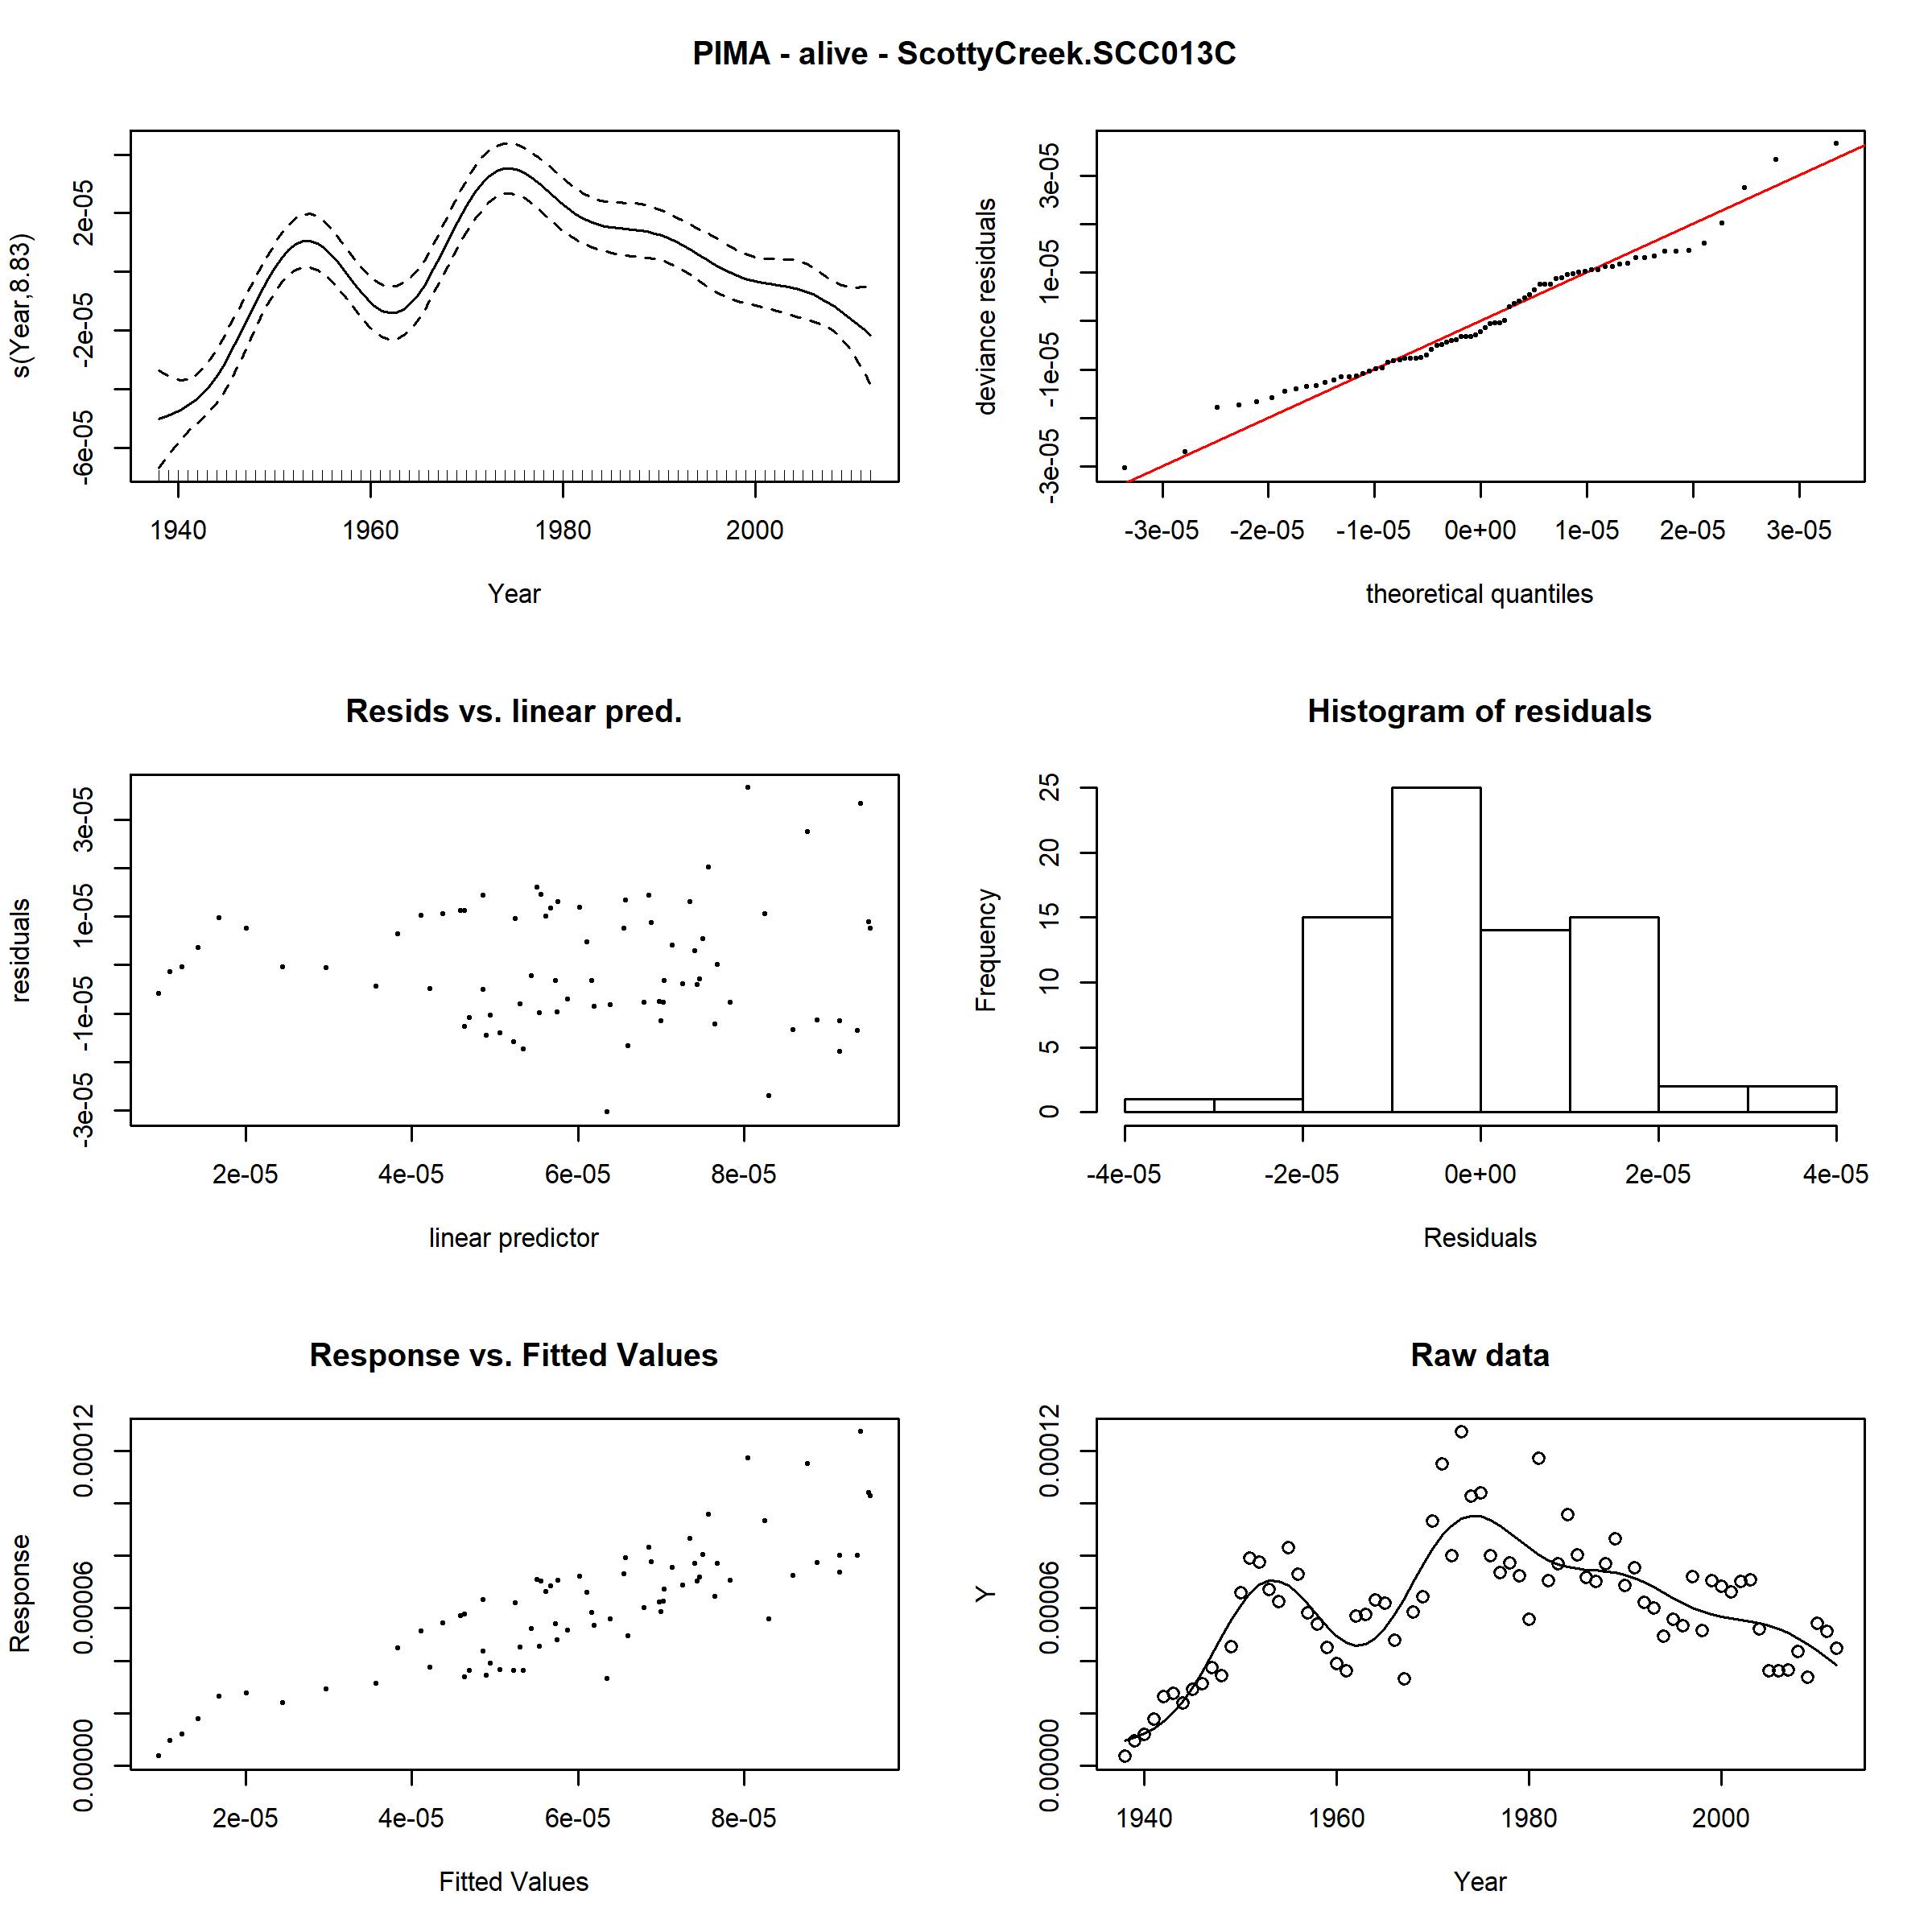 PIMA - alive - ScottyCreek.SCC013C
s(Year,8.83)
-6e-05 -2e-05 2e-05
1940 1960 1980 2000
Year
deviance residuals
-3e-05 -1e-05 1e-05 3e-05
-3e-05 -2e-05 -1e-05 0e+00 1e-05 2e-05 3e-05
theoretical quantiles
Resids vs. linear pred.
residuals
-3e-05 -1e-05 1e-05 3e-05
2e-05 4e-05 6e-05 8e-05
linear predictor
Histogram of residuals
Frequency
0 5 10 15 20 25
-4e-05 -2e-05 0e+00 2e-05 4e-05
Residuals
Response vs. Fitted Values
Response
0.00000 0.00006 0.00012
2e-05 4e-05 6e-05 8e-05
Fitted Values
Raw data
Y
0.00000 0.00006 0.00012
1940 1960 1980 2000
Year